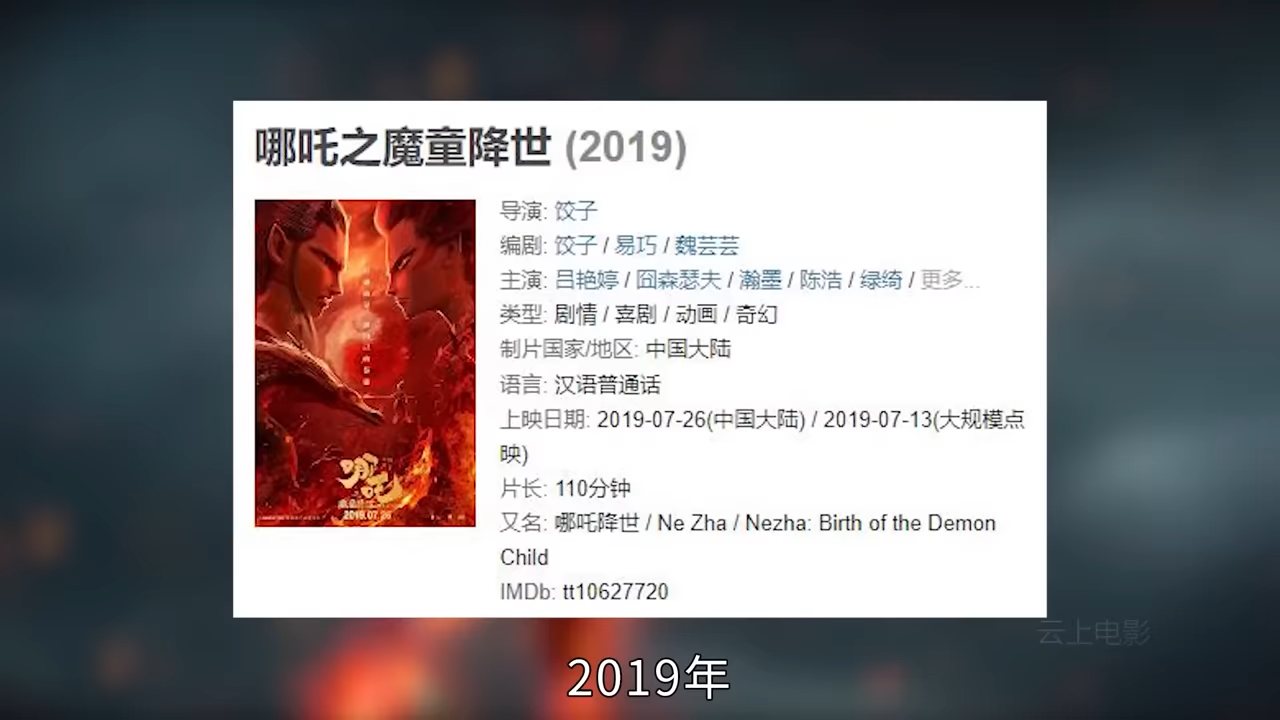 哪吒之魔童降世 (2019)
导演: 饺子
编剧: 饺子 / 易巧 / 魏芸芸
主演: 吕艳婷 / 囧森瑟夫 / 瀚墨 / 陈浩 / 绿绮 / 更多...
类型: 剧情 / 喜剧 / 动画 / 奇幻
制片国家/地区: 中国大陆
语言: 汉语普通话
上映日期: 2019-07-26(中国大陆) / 2019-07-13(大规模点
映)
片长: 110分钟
又名: 哪吒降世 / Ne Zha / Nezha: Birth of the Demon
Child
IMDb: tt10627720
哪吒
2019.07.26
云上电影
2019年